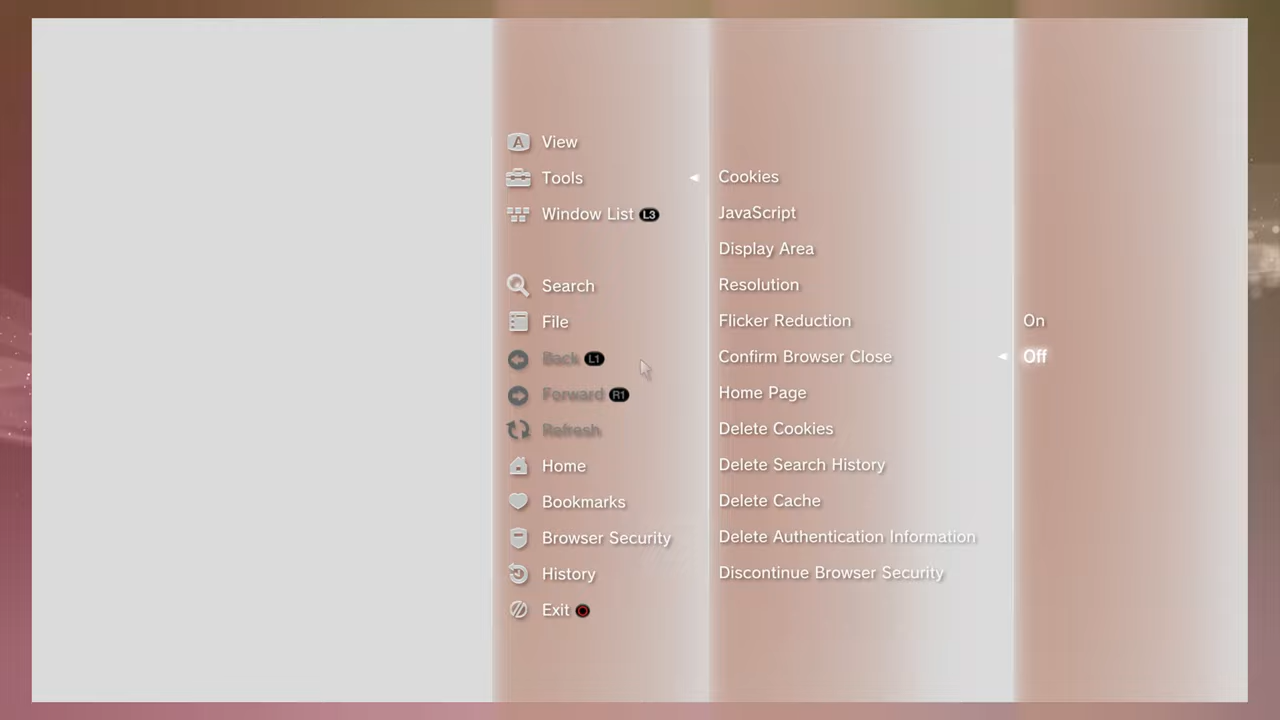 View
Tools
Window List L3
Search
File
Back L1
Forward R1
Refresh
Home
Bookmarks
Browser Security
History
Exit
Cookies
JavaScript
Display Area
Resolution
Flicker Reduction
Confirm Browser Close
Home Page
Delete Cookies
Delete Search History
Delete Cache
Delete Authentication Information
Discontinue Browser Security
On
Off